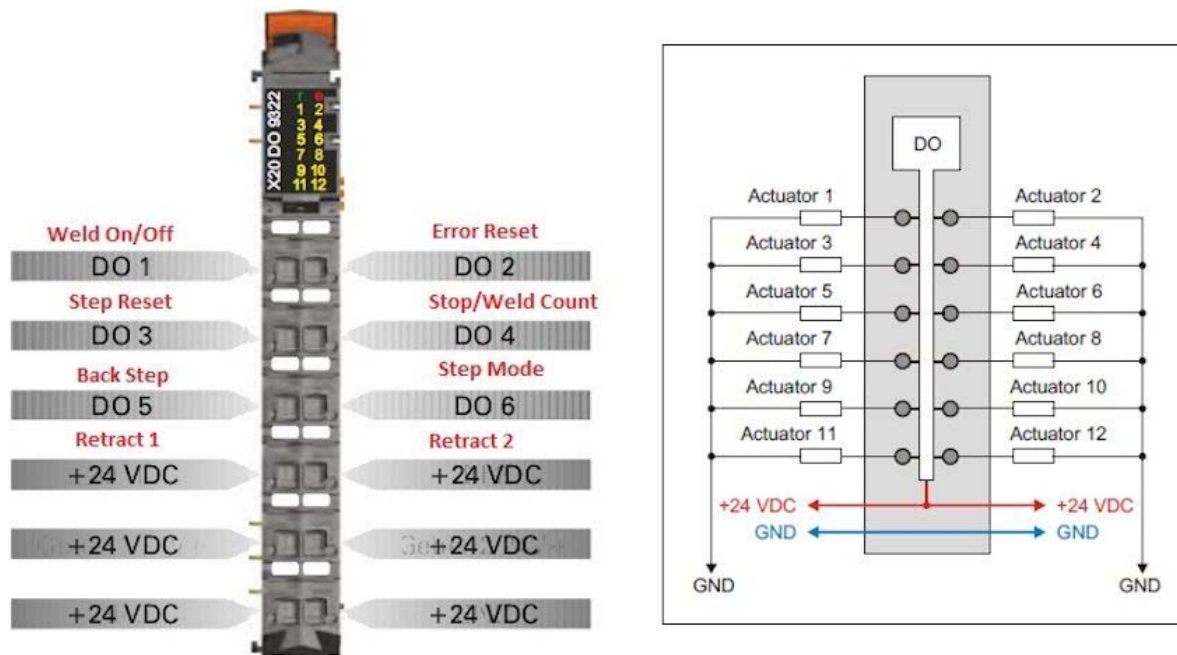 X20 DO 9322
r e
1 2
3 4
5 6
7 8
9 10
11 12
Weld On/Off
Error Reset
DO 1
DO 2
Step Reset
Stop/Weld Count
DO 3
DO 4
Back Step
Step Mode
DO 5
DO 6
Retract 1
Retract 2
+24 VDC
+24 VDC
+24 VDC
+24 VDC
+24 VDC
+24 VDC
DO
Actuator 1
Actuator 2
Actuator 3
Actuator 4
Actuator 5
Actuator 6
Actuator 7
Actuator 8
Actuator 9
Actuator 10
Actuator 11
Actuator 12
+24 VDC
+24 VDC
GND
GND
GND
GND